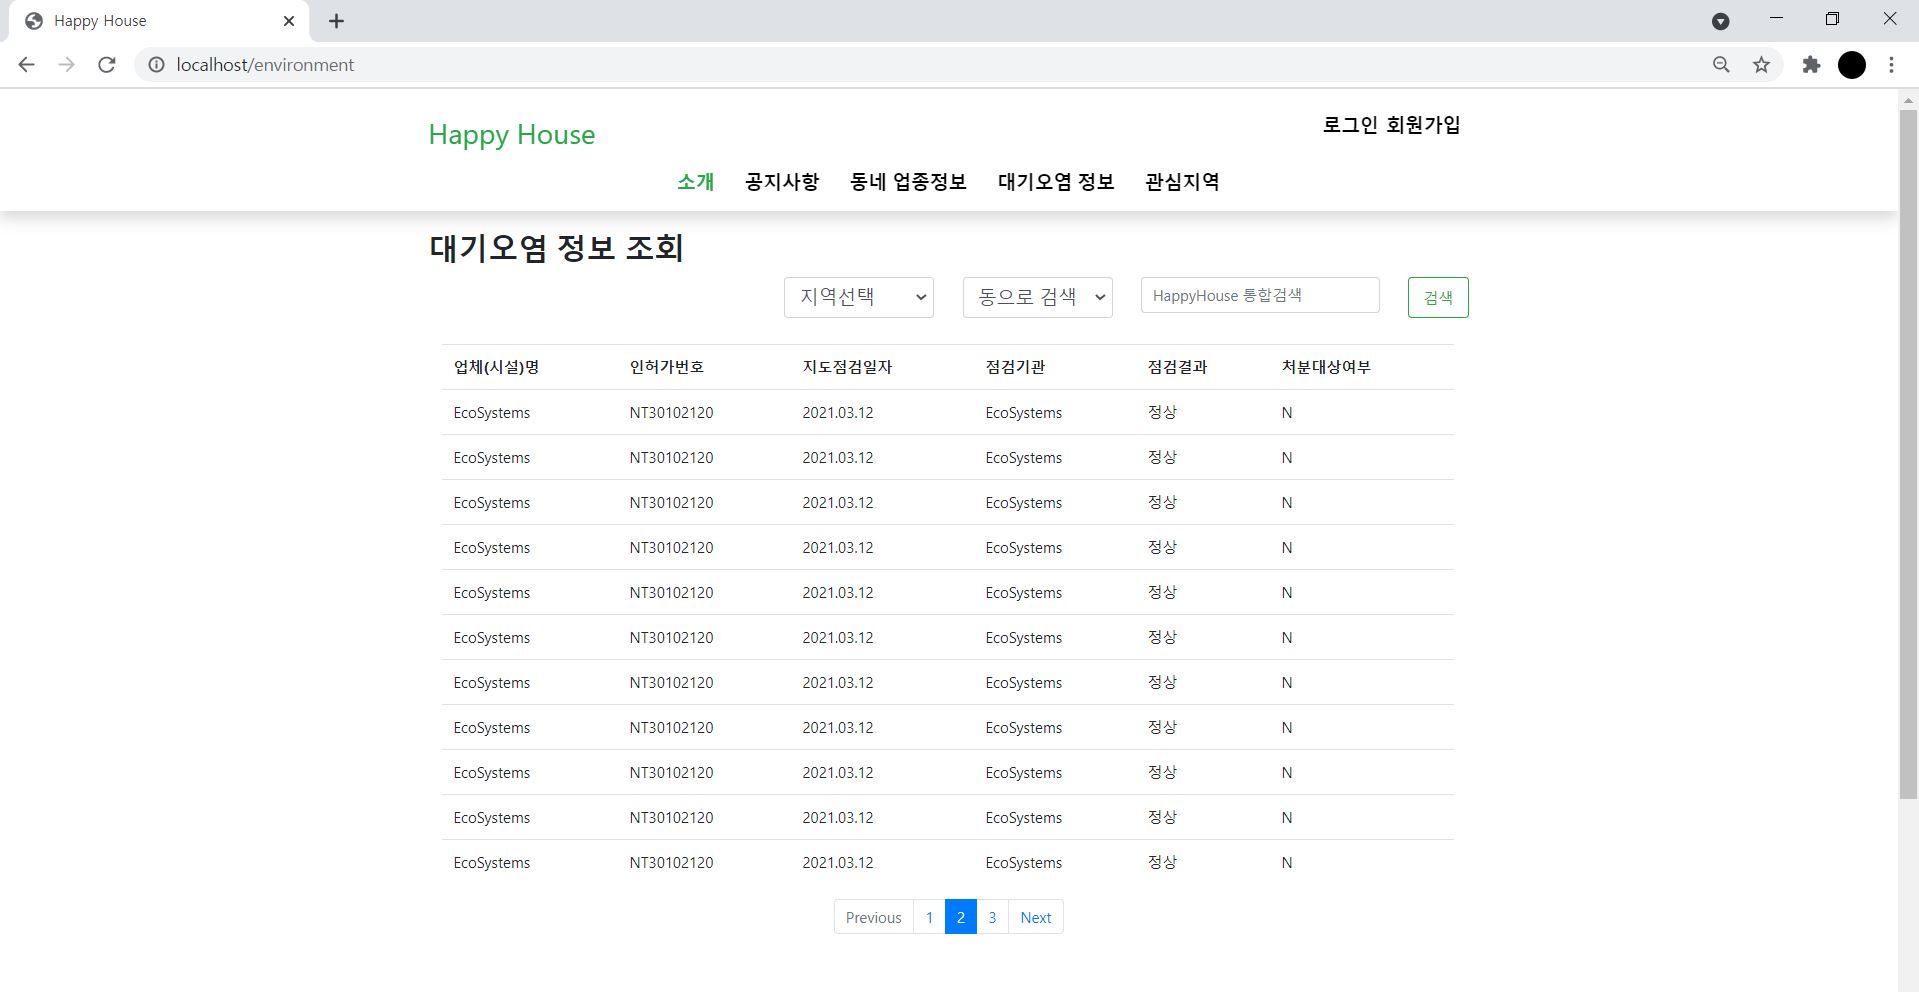 Happy House
localhost/environment
Happy House
로그인 회원가입
소개 공지사항 동네 업종정보 대기오염 정보 관심지역
대기오염 정보 조회
지역선택 동으로 검색 HappyHouse 통합검색 검색
업체(시설)명 인허가번호 지도점검일자 점검기관 점검결과 처분대상여부
EcoSystems NT30102120 2021.03.12 EcoSystems 정상 N
EcoSystems NT30102120 2021.03.12 EcoSystems 정상 N
EcoSystems NT30102120 2021.03.12 EcoSystems 정상 N
EcoSystems NT30102120 2021.03.12 EcoSystems 정상 N
EcoSystems NT30102120 2021.03.12 EcoSystems 정상 N
EcoSystems NT30102120 2021.03.12 EcoSystems 정상 N
EcoSystems NT30102120 2021.03.12 EcoSystems 정상 N
EcoSystems NT30102120 2021.03.12 EcoSystems 정상 N
EcoSystems NT30102120 2021.03.12 EcoSystems 정상 N
EcoSystems NT30102120 2021.03.12 EcoSystems 정상 N
EcoSystems NT30102120 2021.03.12 EcoSystems 정상 N
Previous 1 2 3 Next